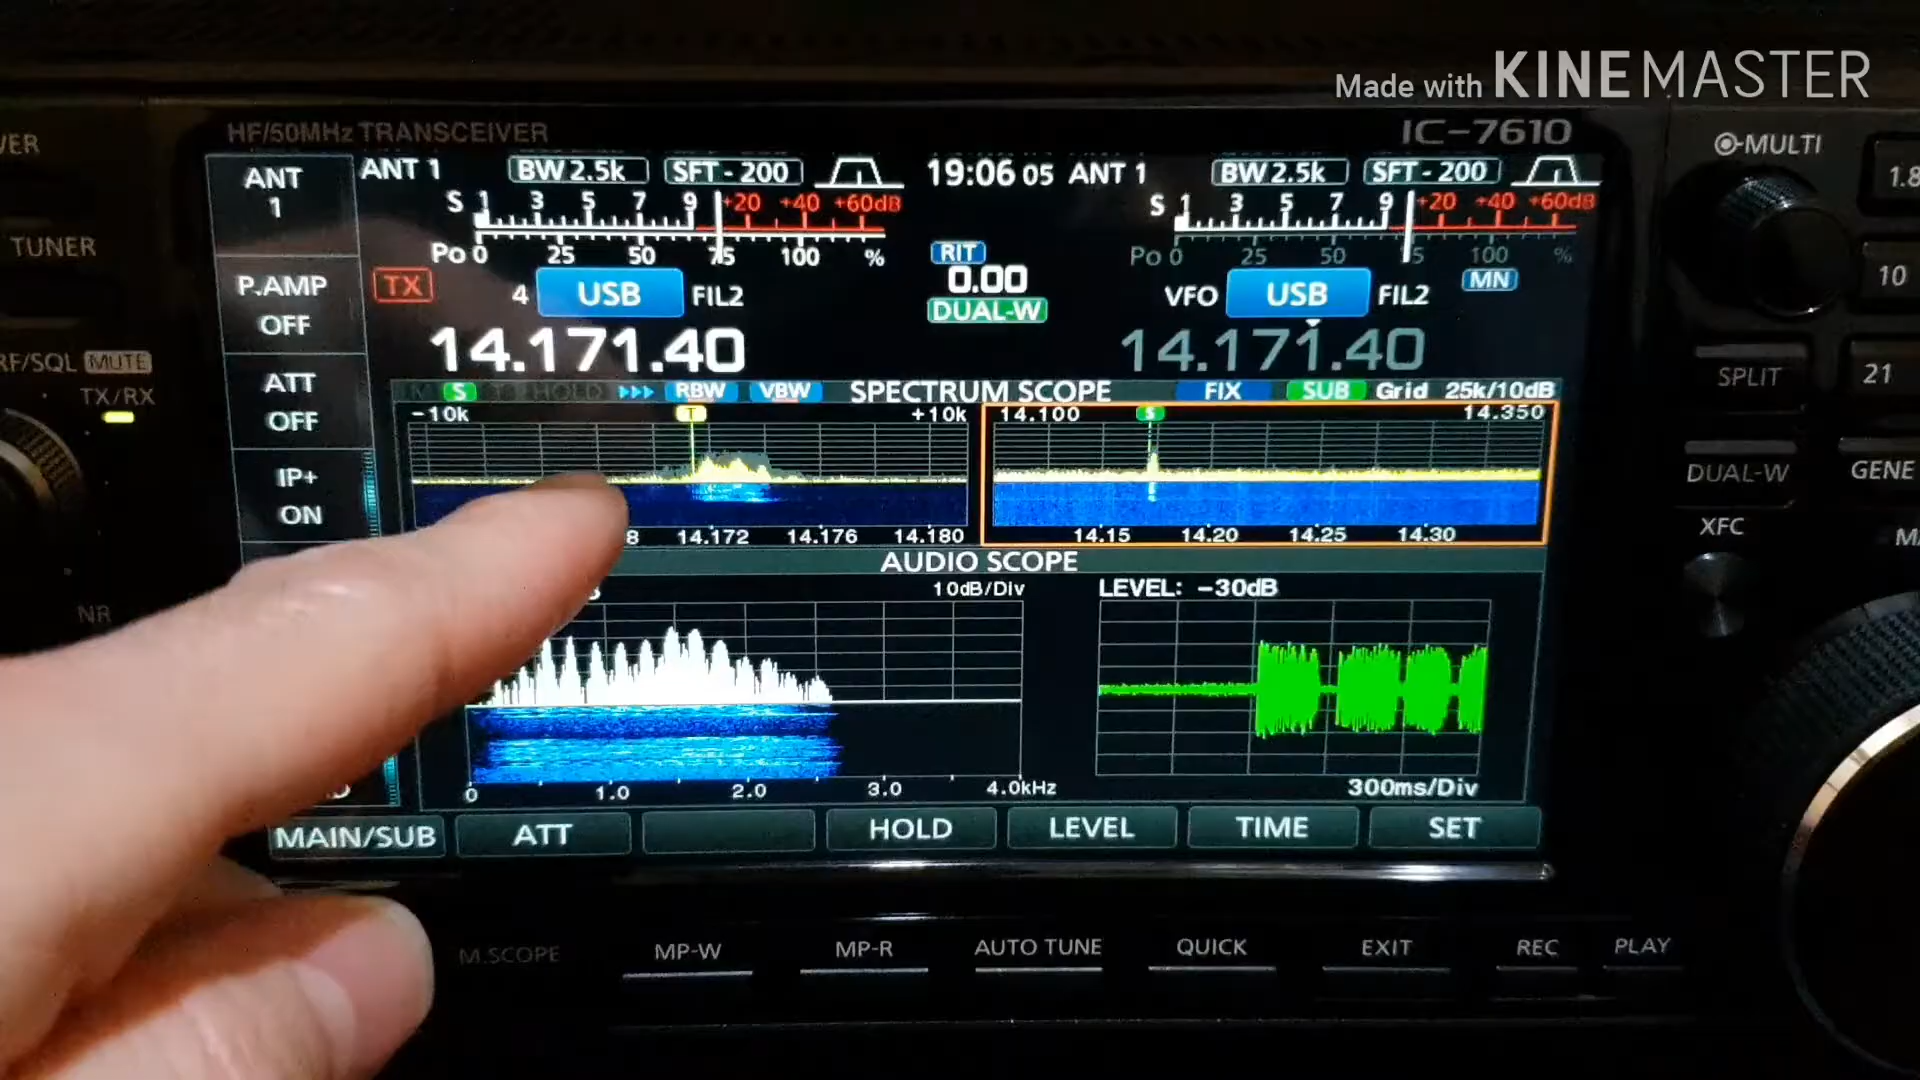 Made with KINEMASTER
HF/50MHz TRANSCEIVER
IC-7610
VER
MULTI
ANT 1
ANT 1 BW 2.5k SFT - 200 19:06 05 ANT 1 BW 2.5k SFT - 200
S 1 3 5 7 9 +20 +40 +60dB
S 1 3 5 7 9 +20 +40 +60dB
Po 0 25 50 75 100 %
Po 0 25 50 75 100 %
TUNER
P.AMP OFF
TX
4 USB FIL2
RIT
0.00
DUAL-W
VFO USB FIL2 MN
14.171.40
14.171.40
1.8
10
21
GENE
RF/SQL MUTE
TX/RX
ATT OFF
S HOLD RBW VBW SPECTRUM SCOPE FIX SUB Grid 25k/10dB
-10k T +10k
14.100 S 14.350
IP+ ON
8 14.172 14.176 14.180
14.15 14.20 14.25 14.30
SPLIT
DUAL-W
XFC
NR
AUDIO SCOPE
10dB/Div
LEVEL: -30dB
0 1.0 2.0 3.0 4.0kHz
300ms/Div
MAIN/SUB ATT HOLD LEVEL TIME SET
M.SCOPE MP-W MP-R AUTO TUNE QUICK EXIT REC PLAY